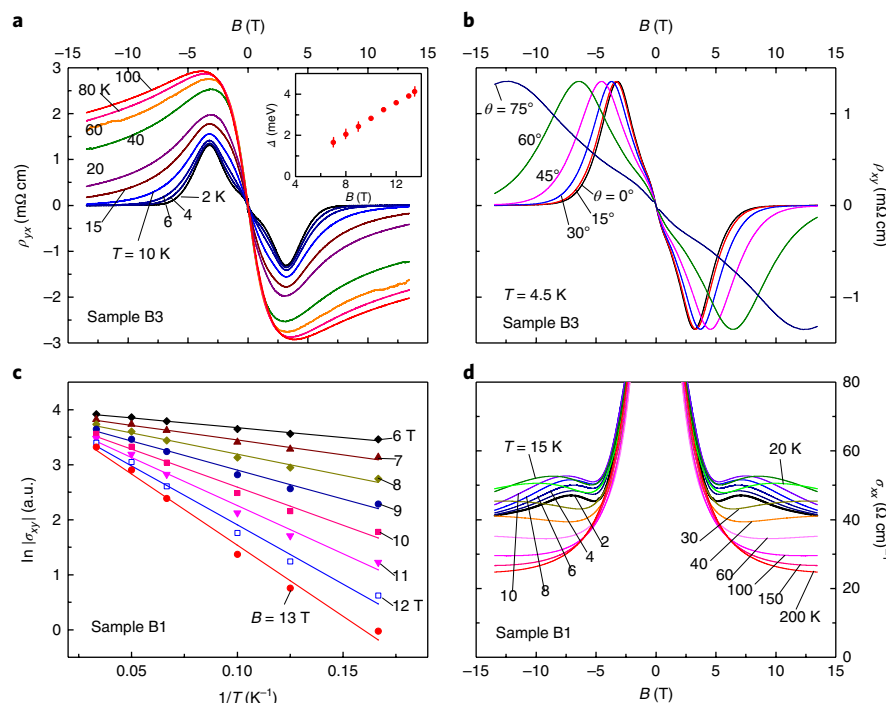 a
B (T)
−15 −10 −5 0 5 10 15
3
2
1
0
−1
−2
−3
ρyx (mΩ cm)
80 K
100
60
40
20
15
2 K
4
6
T = 10 K
Sample B3
Δ (meV)
4
2
0
4 8 12
B (T)
b
B (T)
−15 −10 −5 0 5 10 15
θ = 75°
60°
45°
30°
15°
θ = 0°
T = 4.5 K
Sample B3
1
0
−1
ρxy (mΩ cm)
c
4
3
2
1
0
ln |σxy| (a.u.)
6 T
7
8
9
10
11
12 T
B = 13 T
Sample B1
0.05 0.10 0.15
1/T (K−1)
d
80
60
40
20
0
σxx (Ω cm)−1
T = 15 K
20 K
2
4
6
8
10
30
40
60
100
150
200 K
Sample B1
−15 −10 −5 0 5 10 15
B (T)